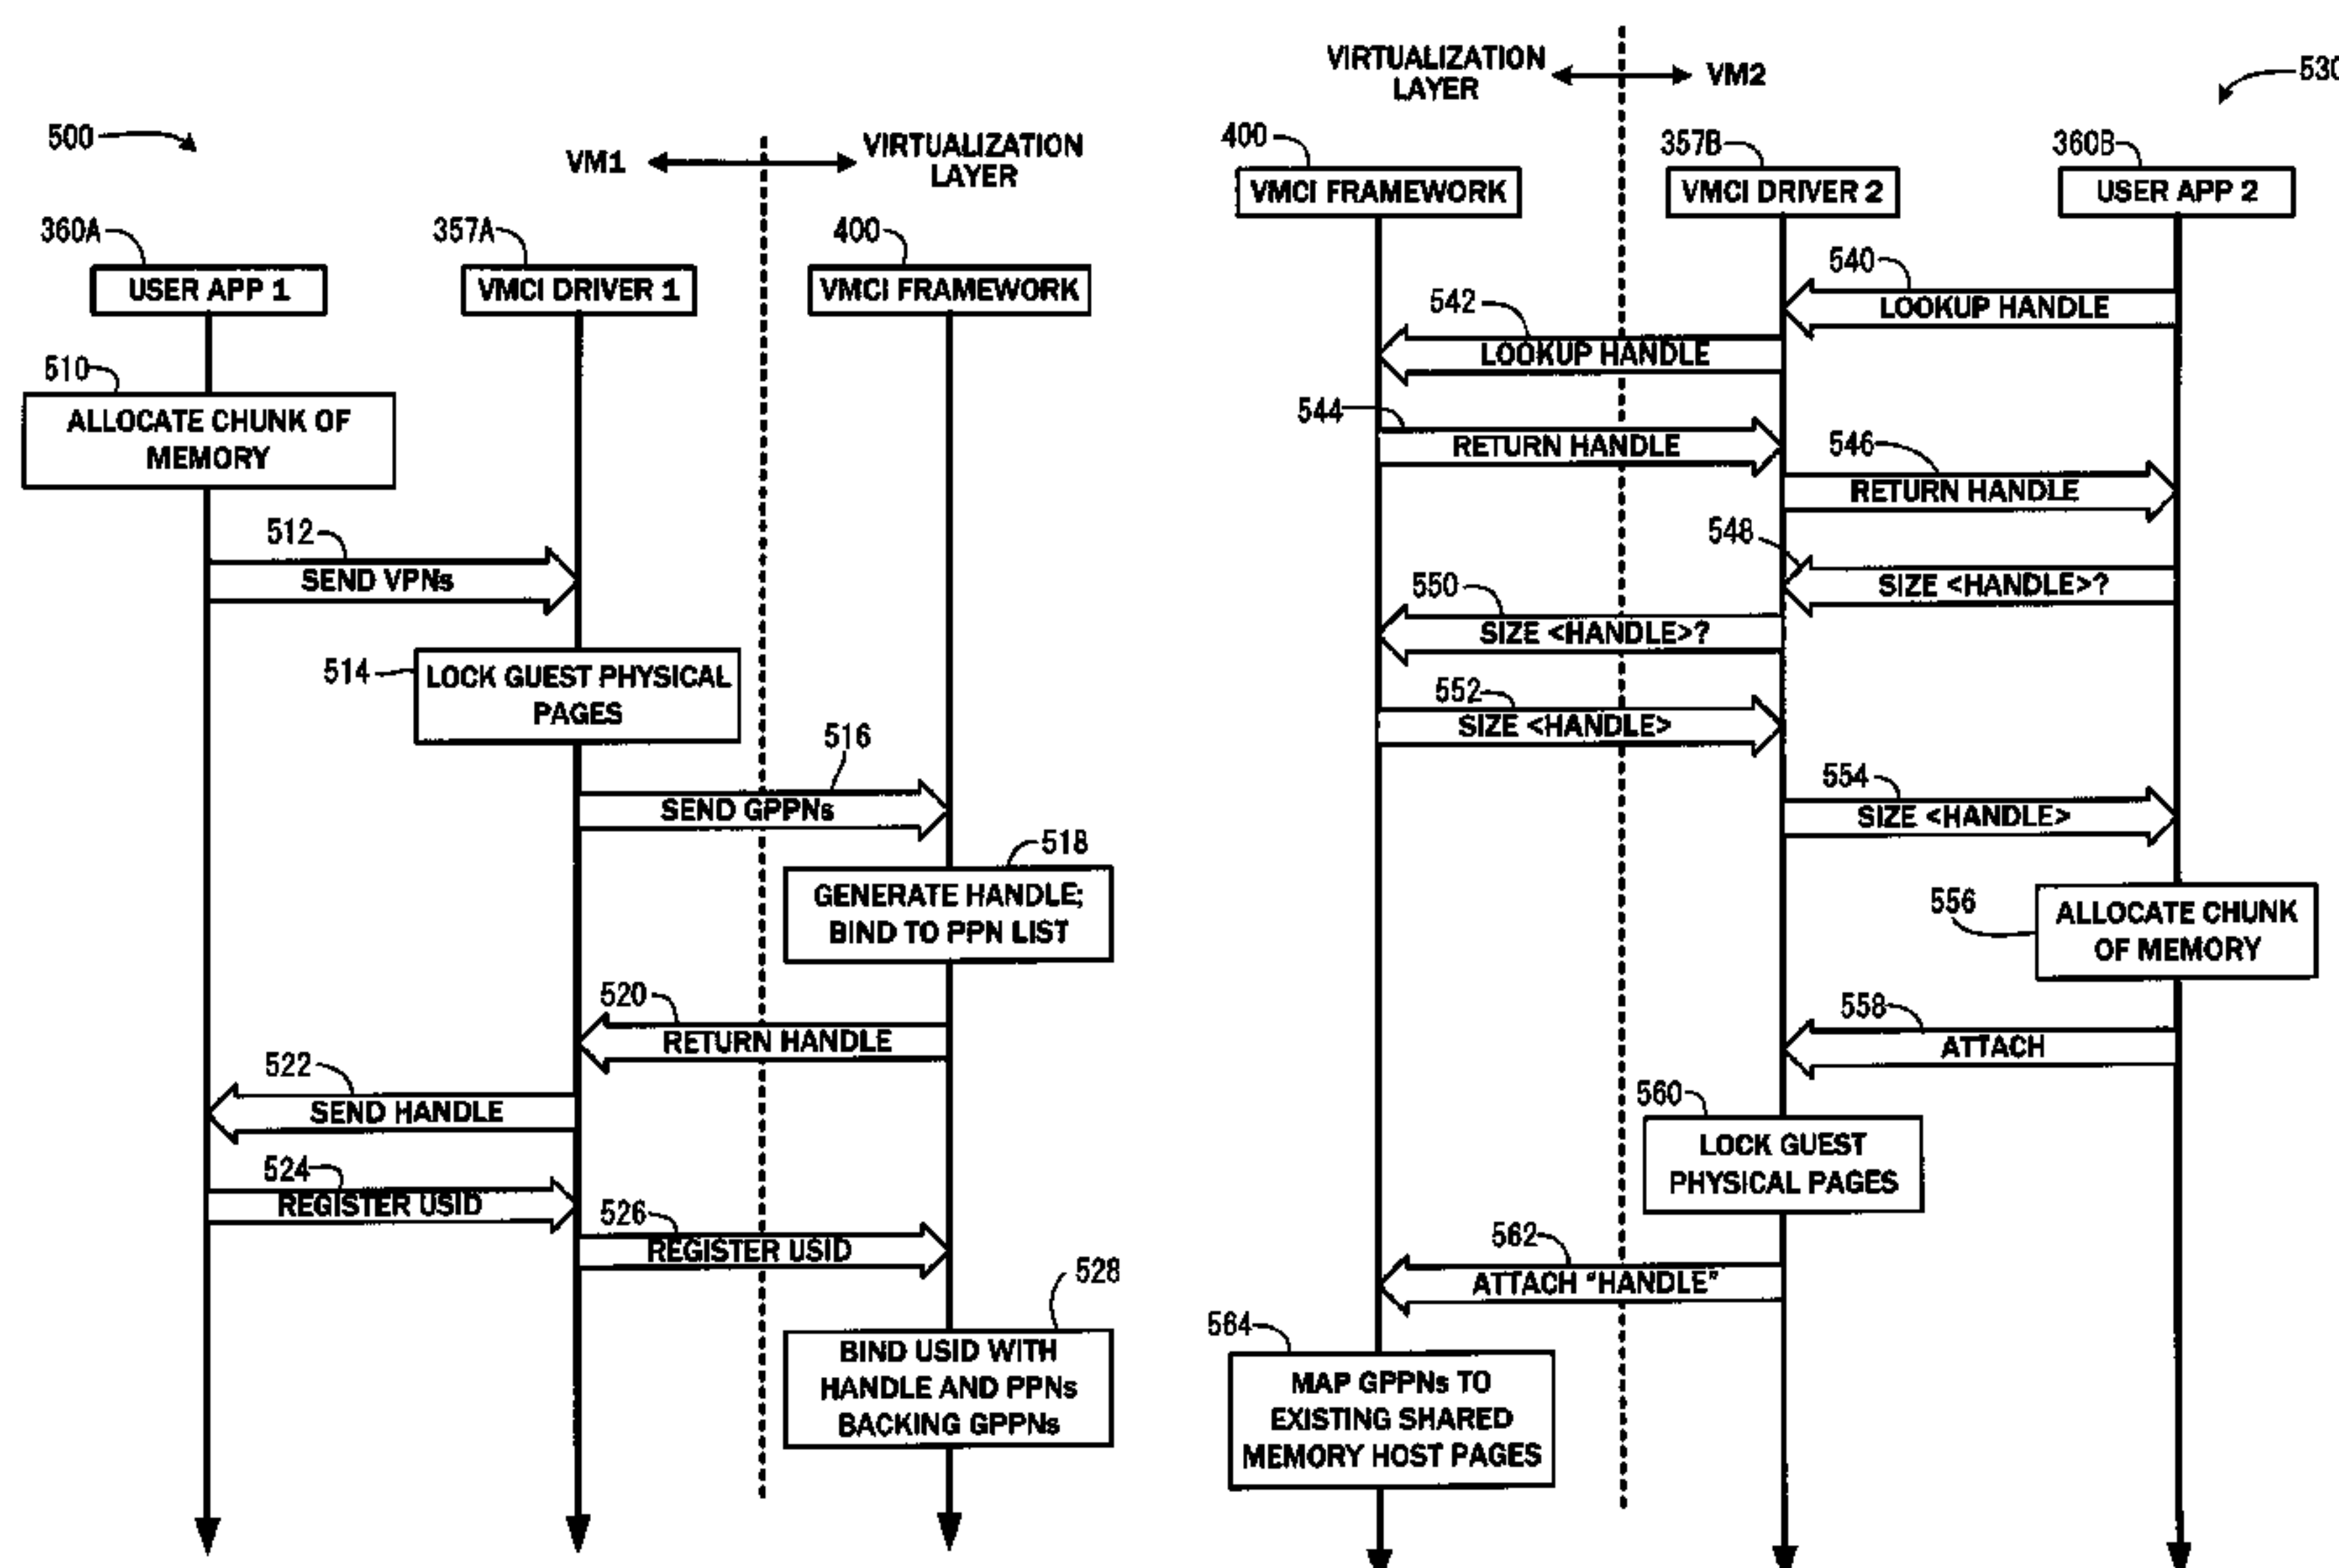 500
VM1
VIRTUALIZATION
LAYER
360A
357A
400
USER APP 1
VMCI DRIVER 1
VMCI FRAMEWORK
510
ALLOCATE CHUNK OF
MEMORY
512
SEND VPNs
514
LOCK GUEST PHYSICAL
PAGES
516
SEND GPPNs
518
GENERATE HANDLE;
BIND TO PPN LIST
520
RETURN HANDLE
522
SEND HANDLE
524
REGISTER USID
526
REGISTER USID
528
BIND USID WITH
HANDLE AND PPNs
BACKING GPPNs
VIRTUALIZATION
LAYER
VM2
530
400
357B
360B
VMCI FRAMEWORK
VMCI DRIVER 2
USER APP 2
540
LOOKUP HANDLE
542
LOOKUP HANDLE
544
RETURN HANDLE
546
RETURN HANDLE
548
SIZE <HANDLE>?
550
SIZE <HANDLE>?
552
SIZE <HANDLE>
554
SIZE <HANDLE>
556
ALLOCATE CHUNK
OF MEMORY
558
ATTACH
560
LOCK GUEST
PHYSICAL PAGES
562
ATTACH "HANDLE"
564
MAP GPPNs TO
EXISTING SHARED
MEMORY HOST PAGES